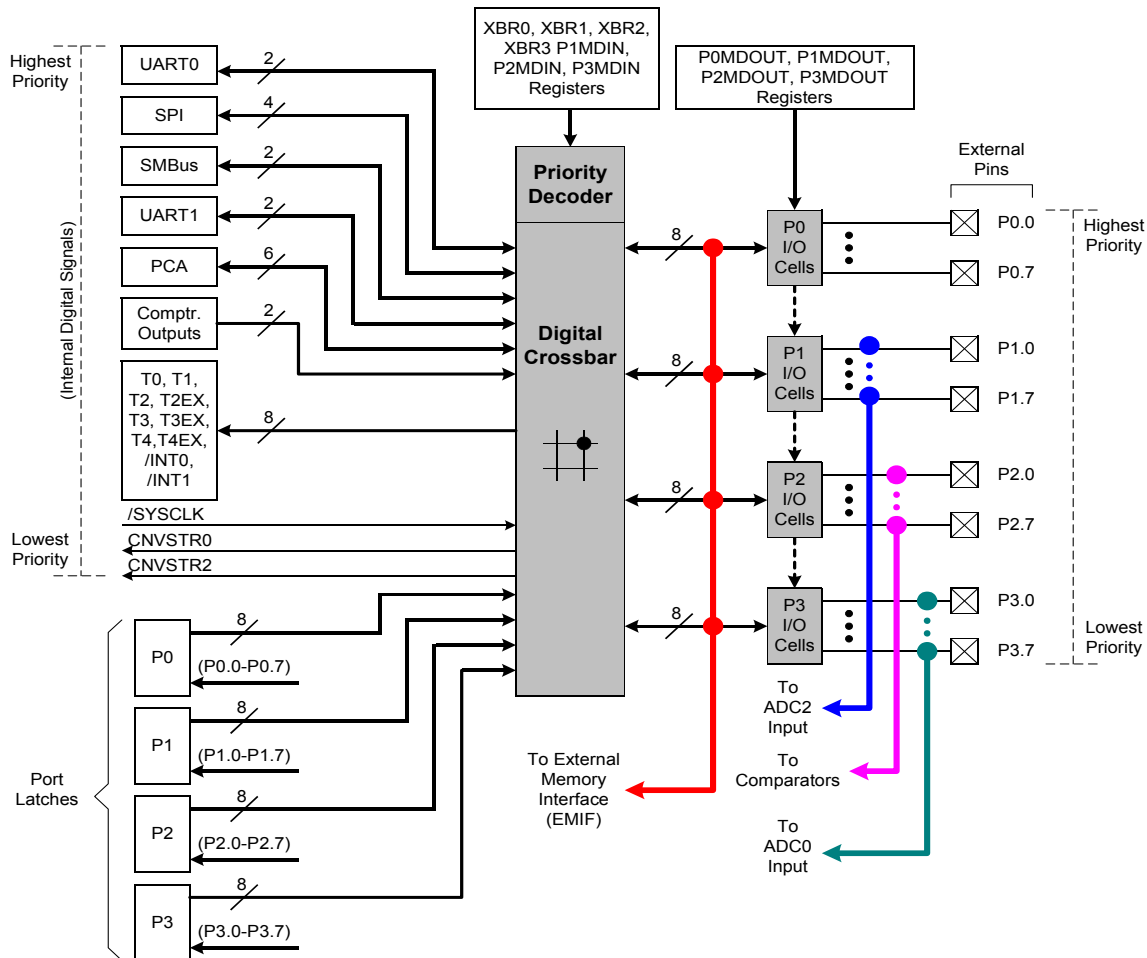 XBR0, XBR1, XBR2,
XBR3 P1MDIN,
P2MDIN, P3MDIN
Registers
P0MDOUT, P1MDOUT,
P2MDOUT, P3MDOUT
Registers
Highest
Priority
(Internal Digital Signals)
Lowest
Priority
UART0
2
SPI
4
SMBus
2
UART1
2
PCA
6
Comptr.
Outputs
2
T0, T1,
T2, T2EX,
T3, T3EX,
T4,T4EX,
/INT0,
/INT1
8
/SYSCLK
CNVSTR0
CNVSTR2
Priority
Decoder
Digital
Crossbar
8
8
8
8
P0
I/O
Cells
P1
I/O
Cells
P2
I/O
Cells
P3
I/O
Cells
External
Pins
P0.0
P0.7
P1.0
P1.7
P2.0
P2.7
P3.0
P3.7
Highest
Priority
Lowest
Priority
Port
Latches
P0
8
(P0.0-P0.7)
P1
8
(P1.0-P1.7)
P2
8
(P2.0-P2.7)
P3
8
(P3.0-P3.7)
To External
Memory
Interface
(EMIF)
To
ADC2
Input
To
Comparators
To
ADC0
Input